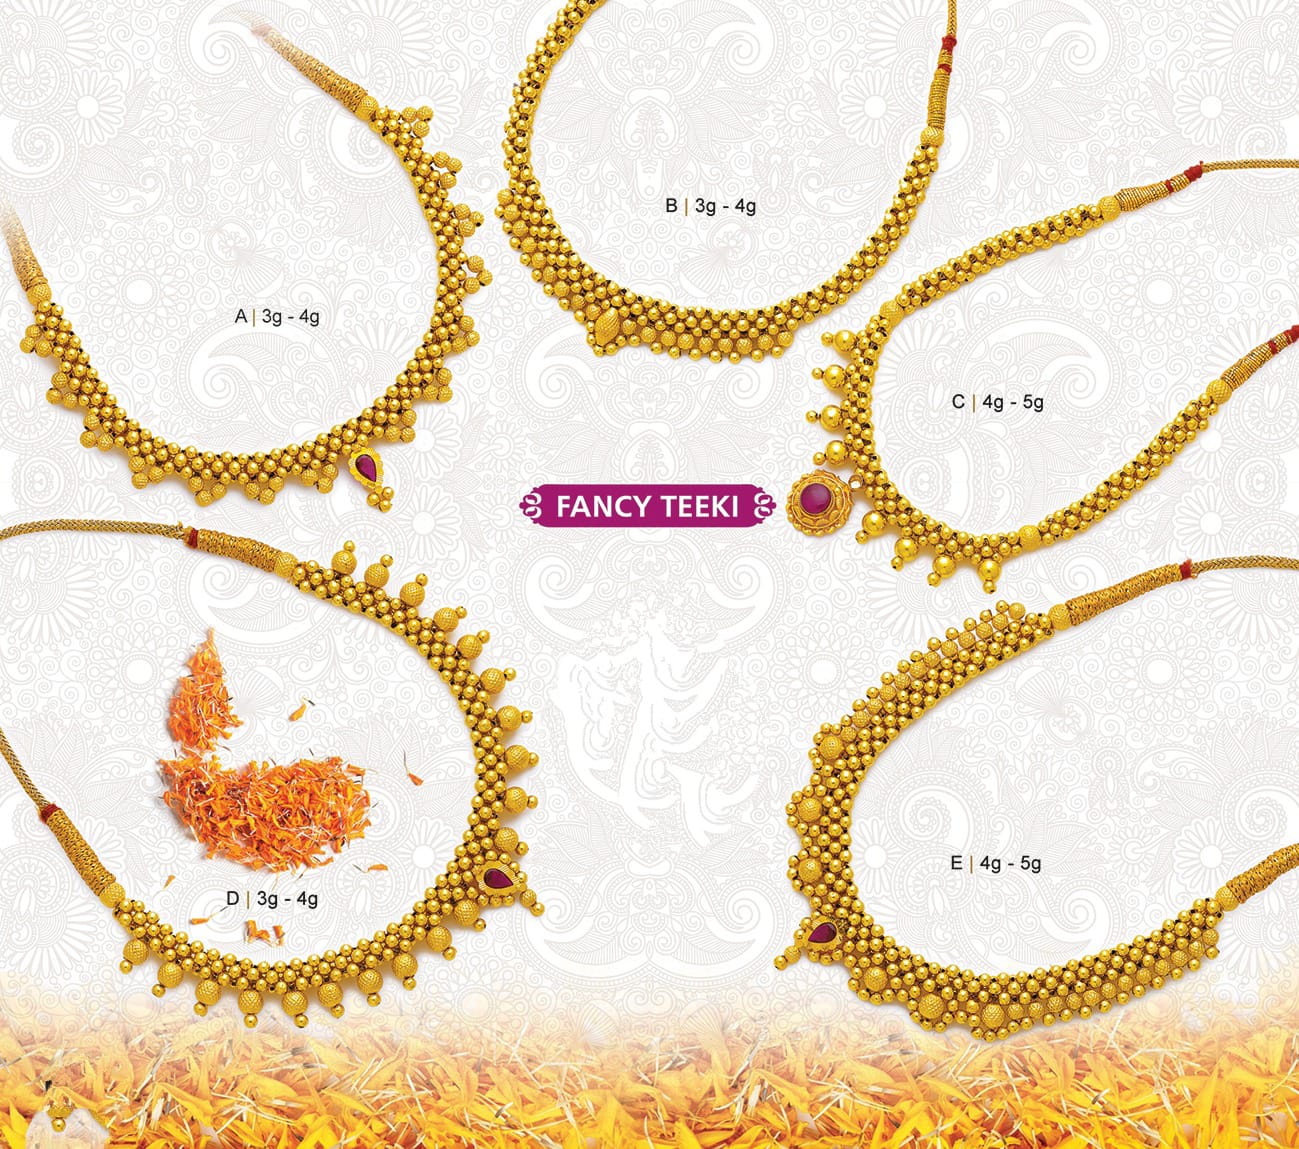 A | 3g - 4g
B | 3g - 4g
C | 4g - 5g
FANCY TEEKI
D | 3g - 4g
E | 4g - 5g